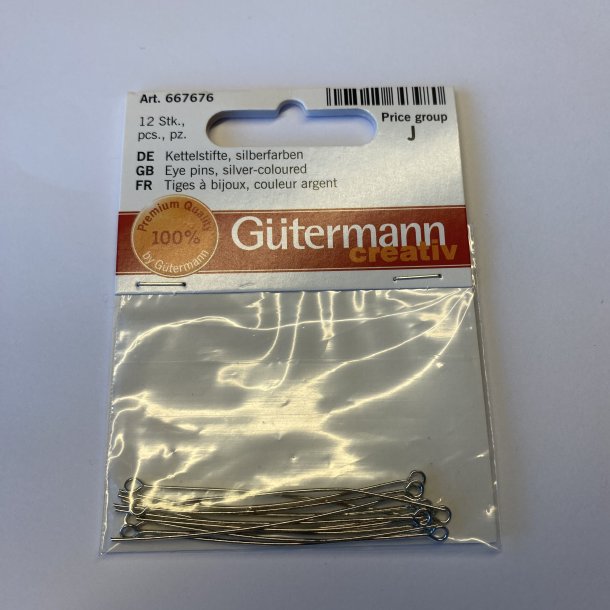 Art. 667676
12 Stk.,
pcs., pz.
Price group
J
DE Kettelstifte, silberfarben
GB Eye pins, silver-coloured
FR Tiges à bijoux, couleur argent
Premium Quality
100%
by Gütermann
Gütermann
creativ